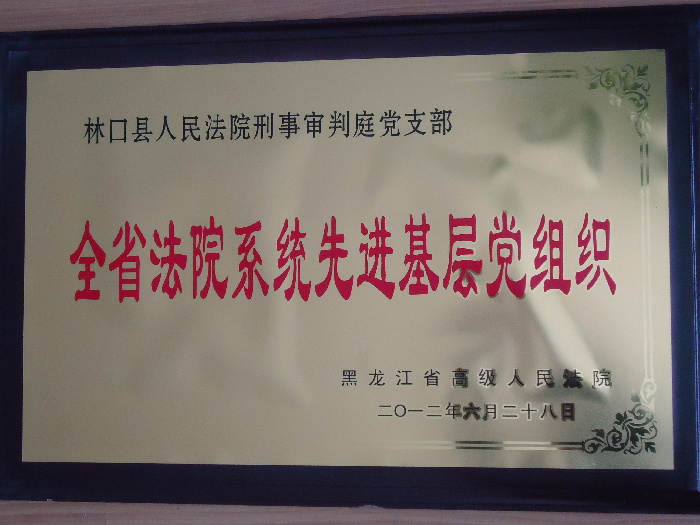 林口县人民法院刑事审判庭党支部
全省法院系统先进基层党组织
黑龙江省高级人民法院
二〇一二年六月二十八日